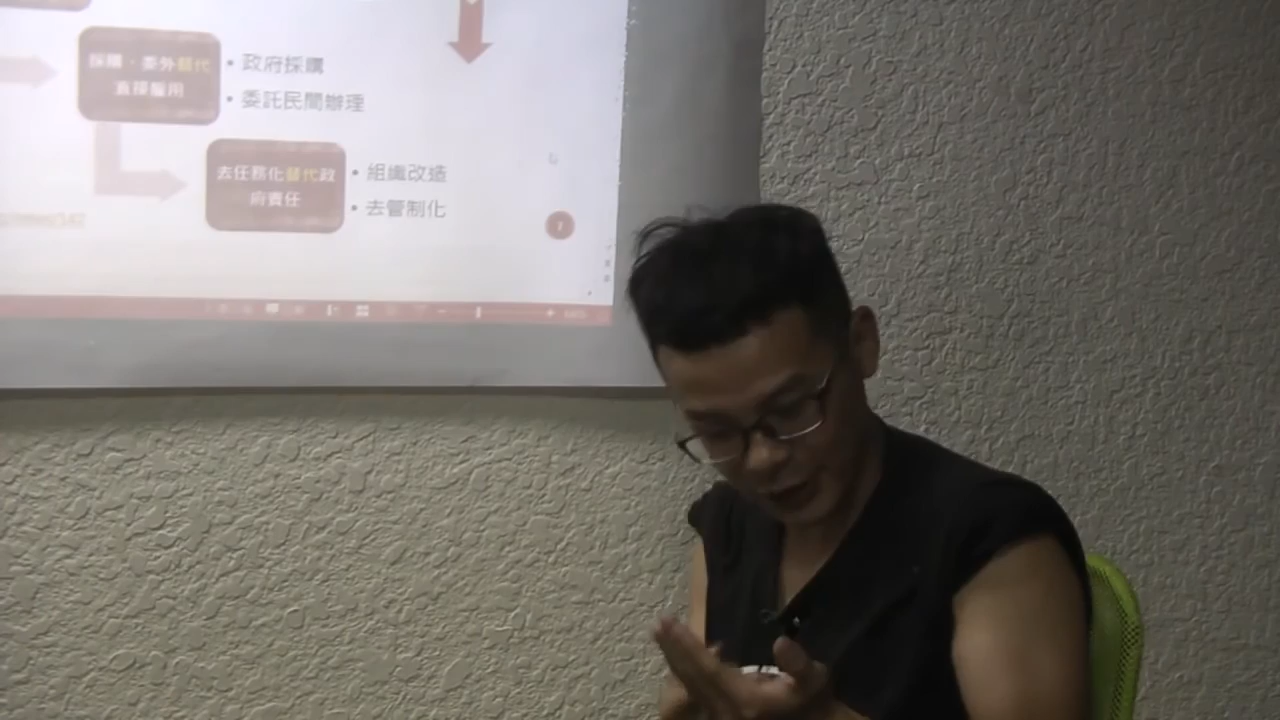 採購、委外替代
直接僱用
• 政府採購
• 委託民間辦理
去任務化替代政
府責任
• 組織改造
• 去管制化